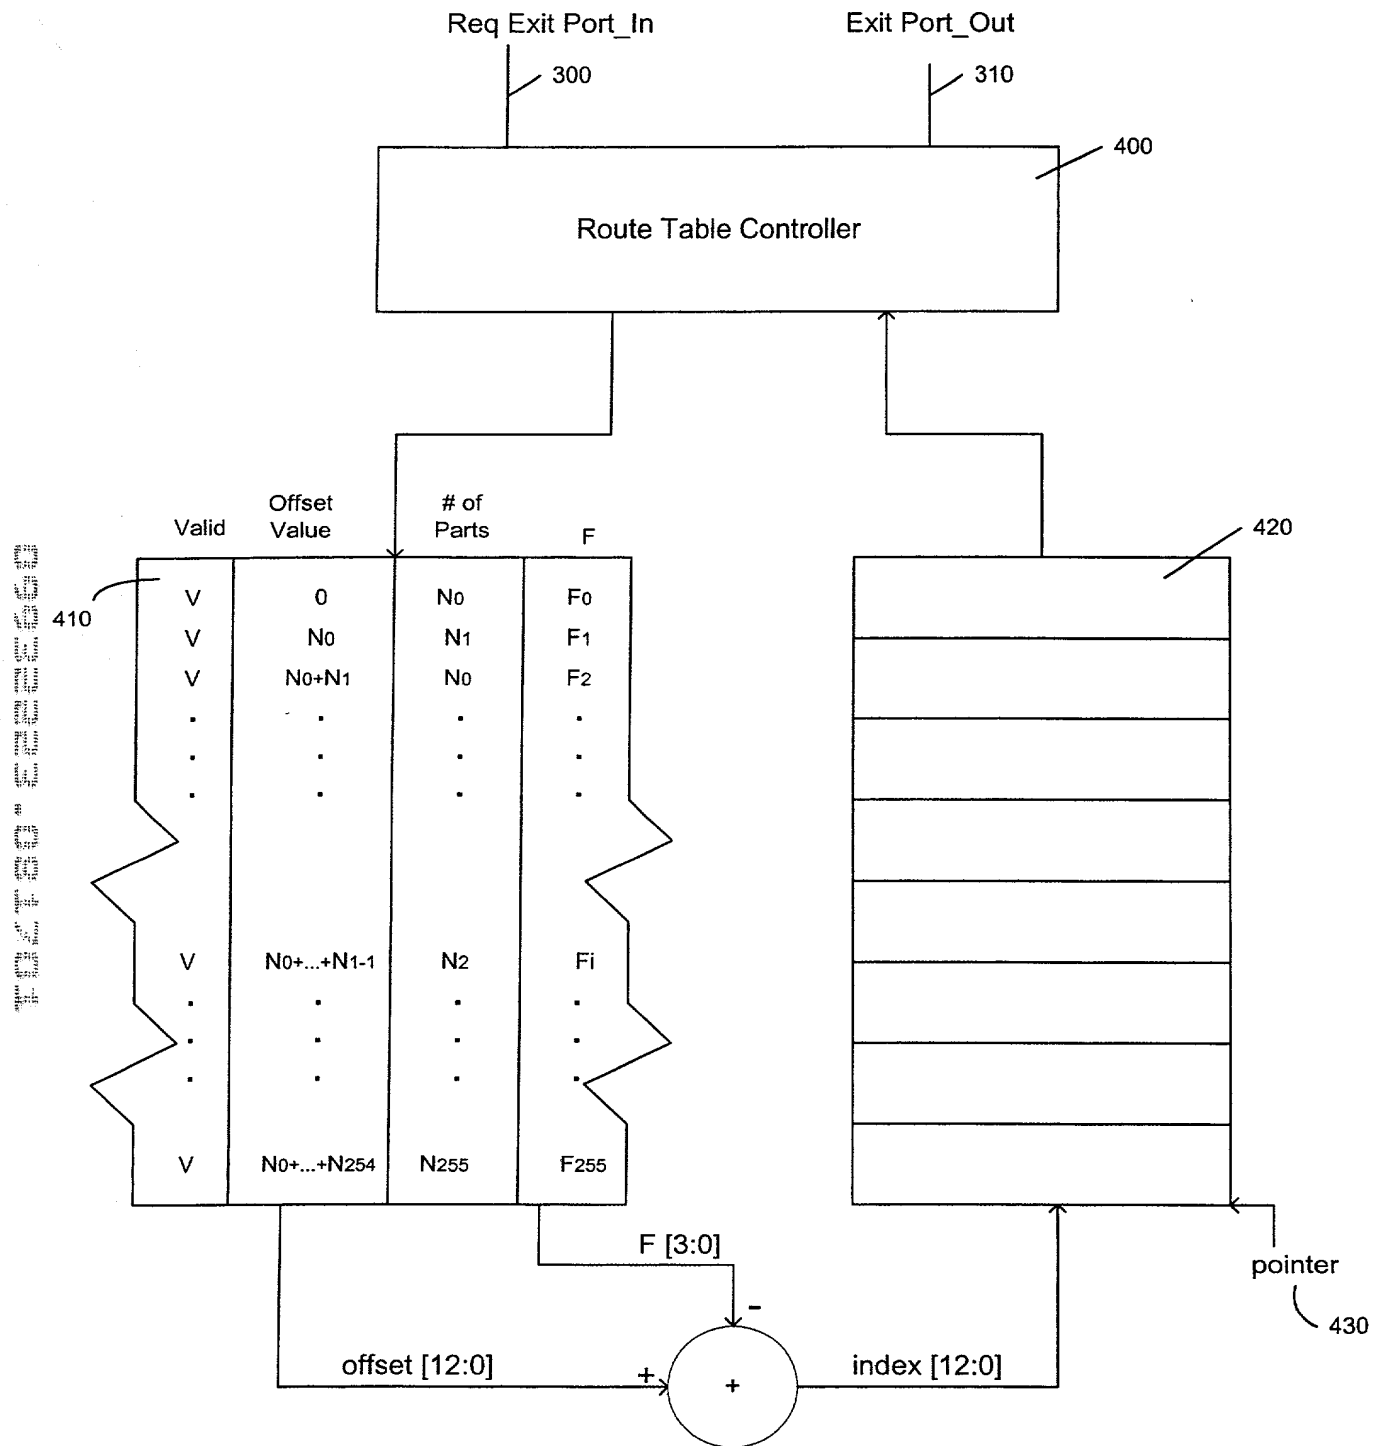 Req Exit Port_In
Exit Port_Out
300
310
400
Route Table Controller
Valid
Offset
Value
# of
Parts
F
410
V 0 N0 F0
V N0 N1 F1
V N0+N1 N0 F2
V N0+...+N1-1 N2 Fi
V N0+...+N254 N255 F255
420
F [3:0]
-
pointer
430
offset [12:0]
+
+
index [12:0]